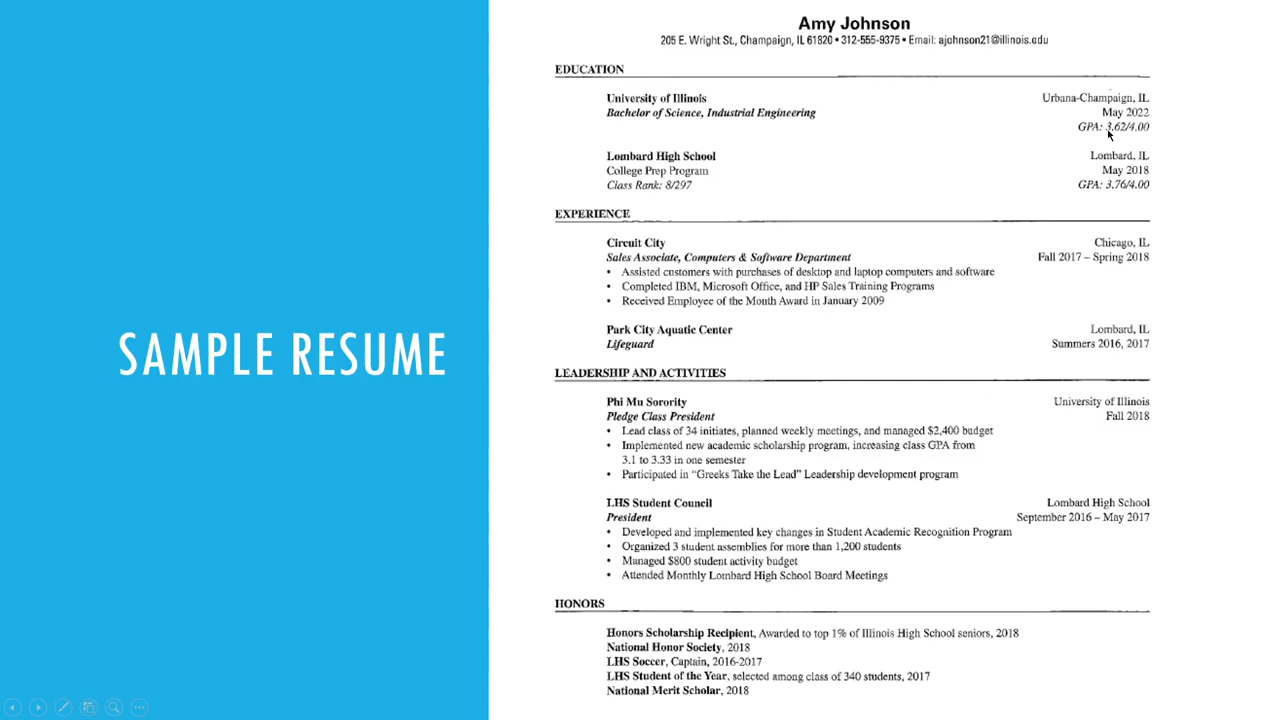 SAMPLE RESUME
Amy Johnson
205 E. Wright St., Champaign, IL 61820 • 312-555-9375 • Email: ajohnson21@illinois.edu
EDUCATION
University of Illinois Urbana-Champaign, IL
Bachelor of Science, Industrial Engineering May 2022
GPA: 3.62/4.00
Lombard High School Lombard, IL
College Prep Program May 2018
Class Rank: 8/297 GPA: 3.76/4.00
EXPERIENCE
Circuit City Chicago, IL
Sales Associate, Computers & Software Department Fall 2017 – Spring 2018
• Assisted customers with purchases of desktop and laptop computers and software
• Completed IBM, Microsoft Office, and HP Sales Training Programs
• Received Employee of the Month Award in January 2009
Park City Aquatic Center Lombard, IL
Lifeguard Summers 2016, 2017
LEADERSHIP AND ACTIVITIES
Phi Mu Sorority University of Illinois
Pledge Class President Fall 2018
• Lead class of 34 initiates, planned weekly meetings, and managed $2,400 budget
• Implemented new academic scholarship program, increasing class GPA from
3.1 to 3.33 in one semester
• Participated in “Greeks Take the Lead” Leadership development program
LHS Student Council Lombard High School
President September 2016 – May 2017
• Developed and implemented key changes in Student Academic Recognition Program
• Organized 3 student assemblies for more than 1,200 students
• Managed $800 student activity budget
• Attended Monthly Lombard High School Board Meetings
HONORS
Honors Scholarship Recipient, Awarded to top 1% of Illinois High School seniors, 2018
National Honor Society, 2018
LHS Soccer, Captain, 2016-2017
LHS Student of the Year, selected among class of 340 students, 2017
National Merit Scholar, 2018